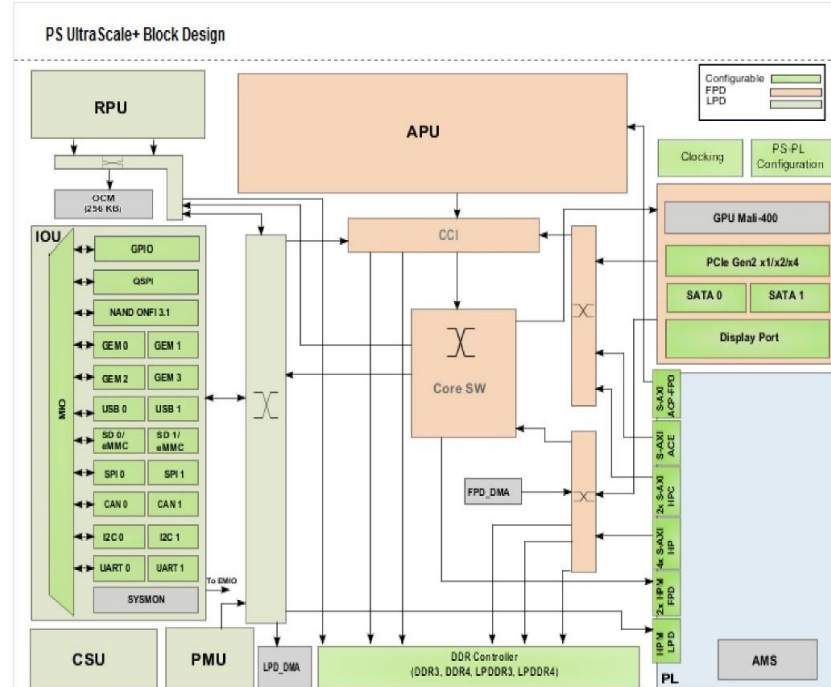 PS UltraScale+ Block Design
Configurable
FPD
LPD
RPU
APU
Clocking
PS-PL
Configuration
OCM
(256 KB)
GPU Mali-400
IOU
CCI
GPIO
PCIe Gen2 x1/x2/x4
QSPI
SATA 0
SATA 1
NAND ONFI 3.1
Display Port
GEM 0
GEM 1
GEM 2
GEM 3
Core SW
MIO
USB 0
USB 1
SD 0/
eMMC
SD 1/
eMMC
SPI 0
SPI 1
CAN 0
CAN 1
I2C 0
I2C 1
UART 0
UART 1
SYSMON
To EMIO
FPD_DMA
S-AXI
ACP-FPD
S-AXI
ACE
2x S-AXI
HPC
4x S-AXI
HP
2x HPM
FPD
HPM
LPD
CSU
PMU
LPD_DMA
DDR Controller
(DDR3, DDR4, LPDDR3, LPDDR4)
AMS
PL